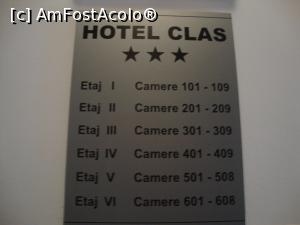 [c] AmFostAcolo®
HOTEL CLAS
★ ★ ★
Etaj I Camere 101 - 109
Etaj II Camere 201 - 209
Etaj III Camere 301 - 309
Etaj IV Camere 401 - 409
Etaj V Camere 501 - 508
Etaj VI Camere 601 - 608